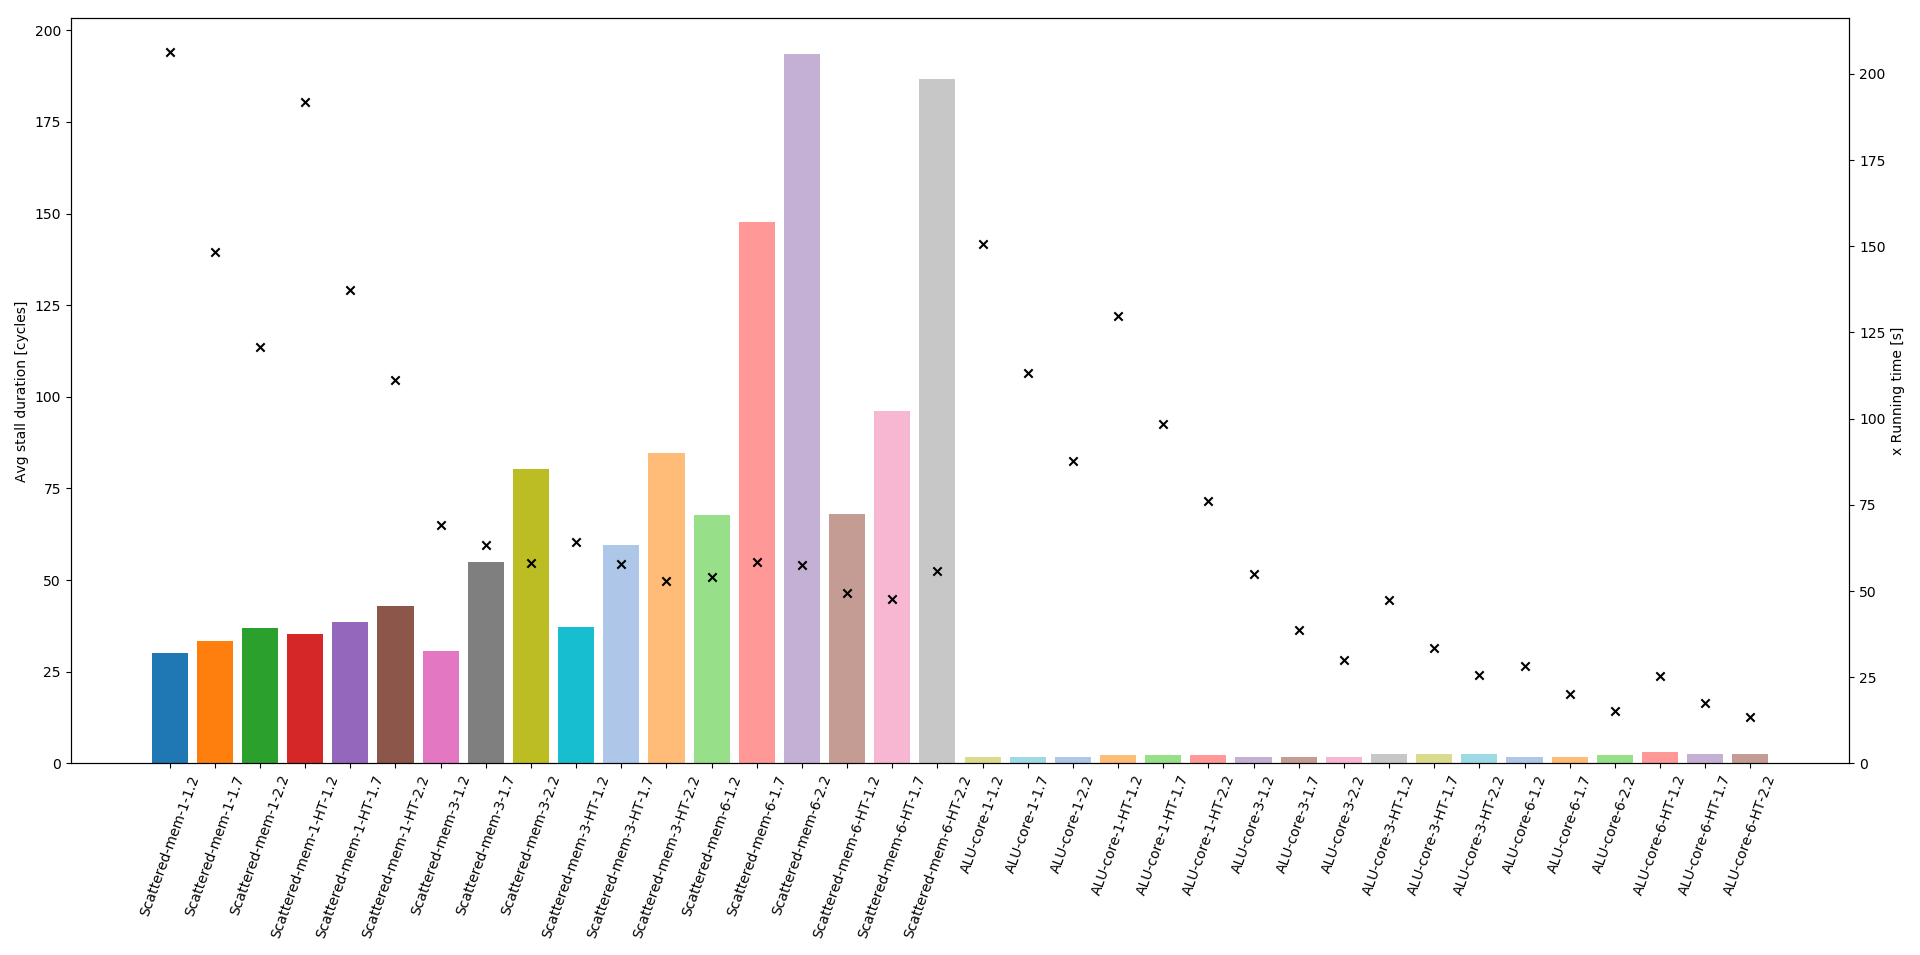 200
175
150
125
100
75
50
25
0
Avg stall duration [cycles]
200
175
150
125
100
75
50
25
0
x Running time [s]
Scattered-mem-1-1.2
Scattered-mem-1-1.7
Scattered-mem-1-2.2
Scattered-mem-1-HT-1.2
Scattered-mem-1-HT-1.7
Scattered-mem-1-HT-2.2
Scattered-mem-3-1.2
Scattered-mem-3-1.7
Scattered-mem-3-2.2
Scattered-mem-3-HT-1.2
Scattered-mem-3-HT-1.7
Scattered-mem-3-HT-2.2
Scattered-mem-6-1.2
Scattered-mem-6-1.7
Scattered-mem-6-2.2
Scattered-mem-6-HT-1.2
Scattered-mem-6-HT-1.7
Scattered-mem-6-HT-2.2
ALU-core-1-1.2
ALU-core-1-1.7
ALU-core-1-2.2
ALU-core-1-HT-1.2
ALU-core-1-HT-1.7
ALU-core-1-HT-2.2
ALU-core-3-1.2
ALU-core-3-1.7
ALU-core-3-2.2
ALU-core-3-HT-1.2
ALU-core-3-HT-1.7
ALU-core-3-HT-2.2
ALU-core-6-1.2
ALU-core-6-1.7
ALU-core-6-2.2
ALU-core-6-HT-1.2
ALU-core-6-HT-1.7
ALU-core-6-HT-2.2